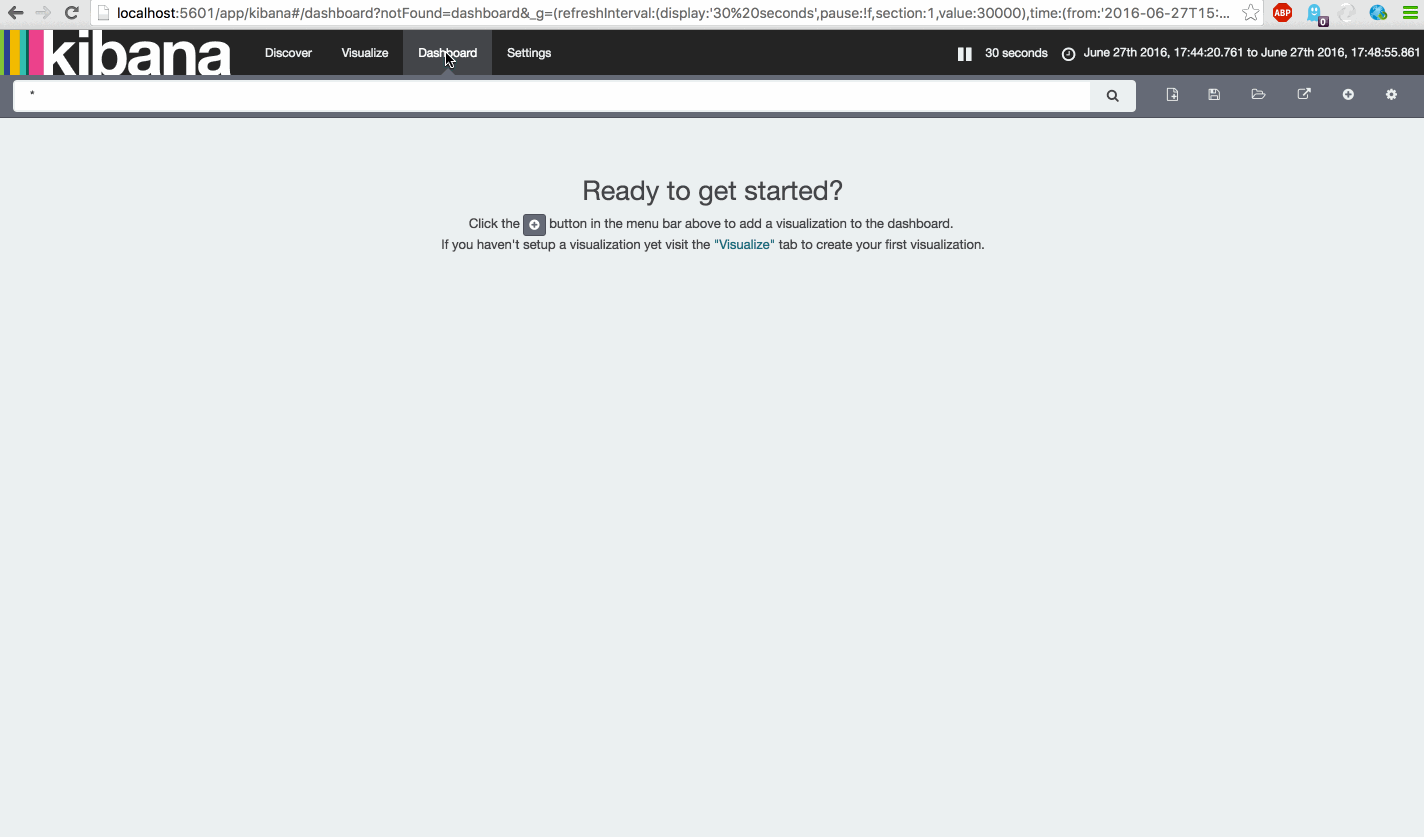 localhost:5601/app/kibana#/dashboard?notFound=dashboard&_g=(refreshInterval:(display:'30%20seconds',pause:!f,section:1,value:30000),time:(from:'2016-06-27T15:...
ABP
0
kibana
Discover
Visualize
Dashboard
Settings
30 seconds
June 27th 2016, 17:44:20.761 to June 27th 2016, 17:48:55.861
*
Ready to get started?
Click the button in the menu bar above to add a visualization to the dashboard.
If you haven't setup a visualization yet visit the "Visualize" tab to create your first visualization.